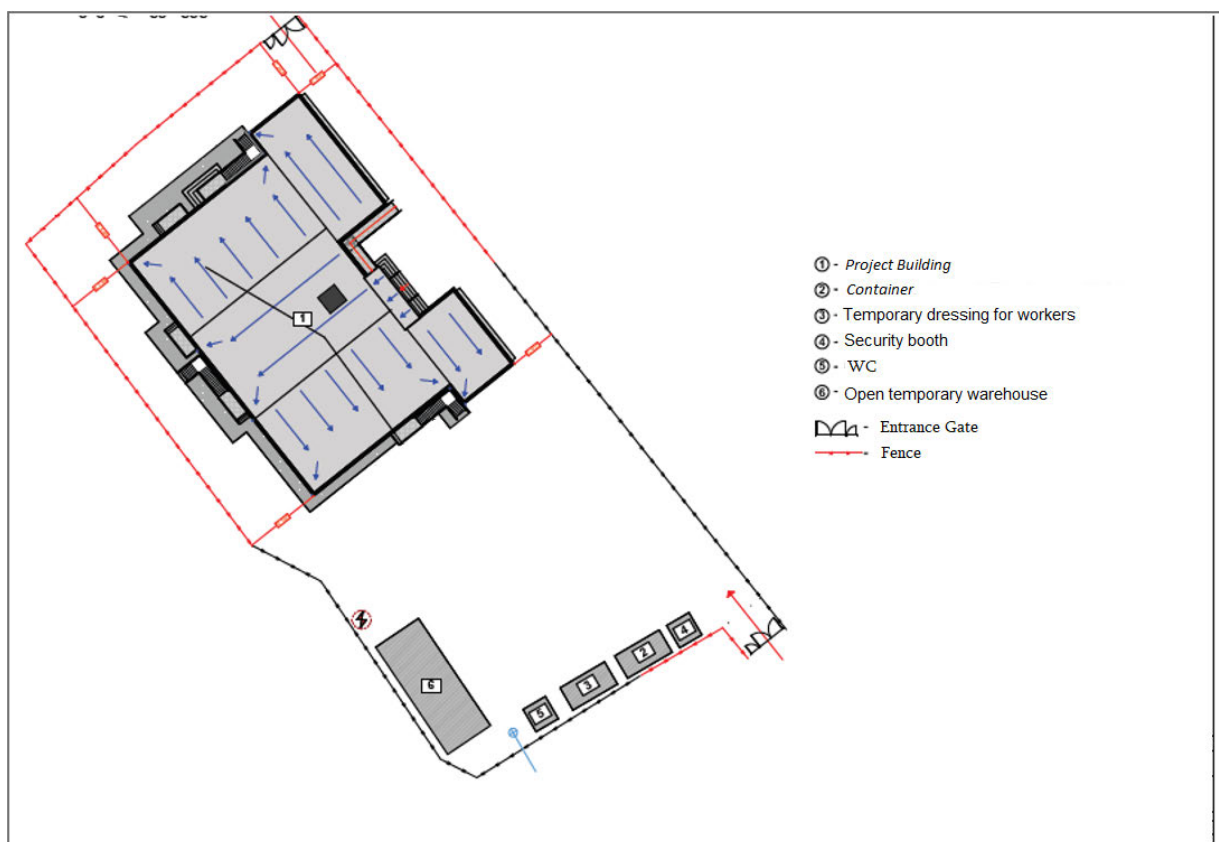 1
6
5
3
2
4
① - Project Building
② - Container
③ - Temporary dressing for workers
④ - Security booth
⑤ - WC
⑥ - Open temporary warehouse
- Entrance Gate
- Fence